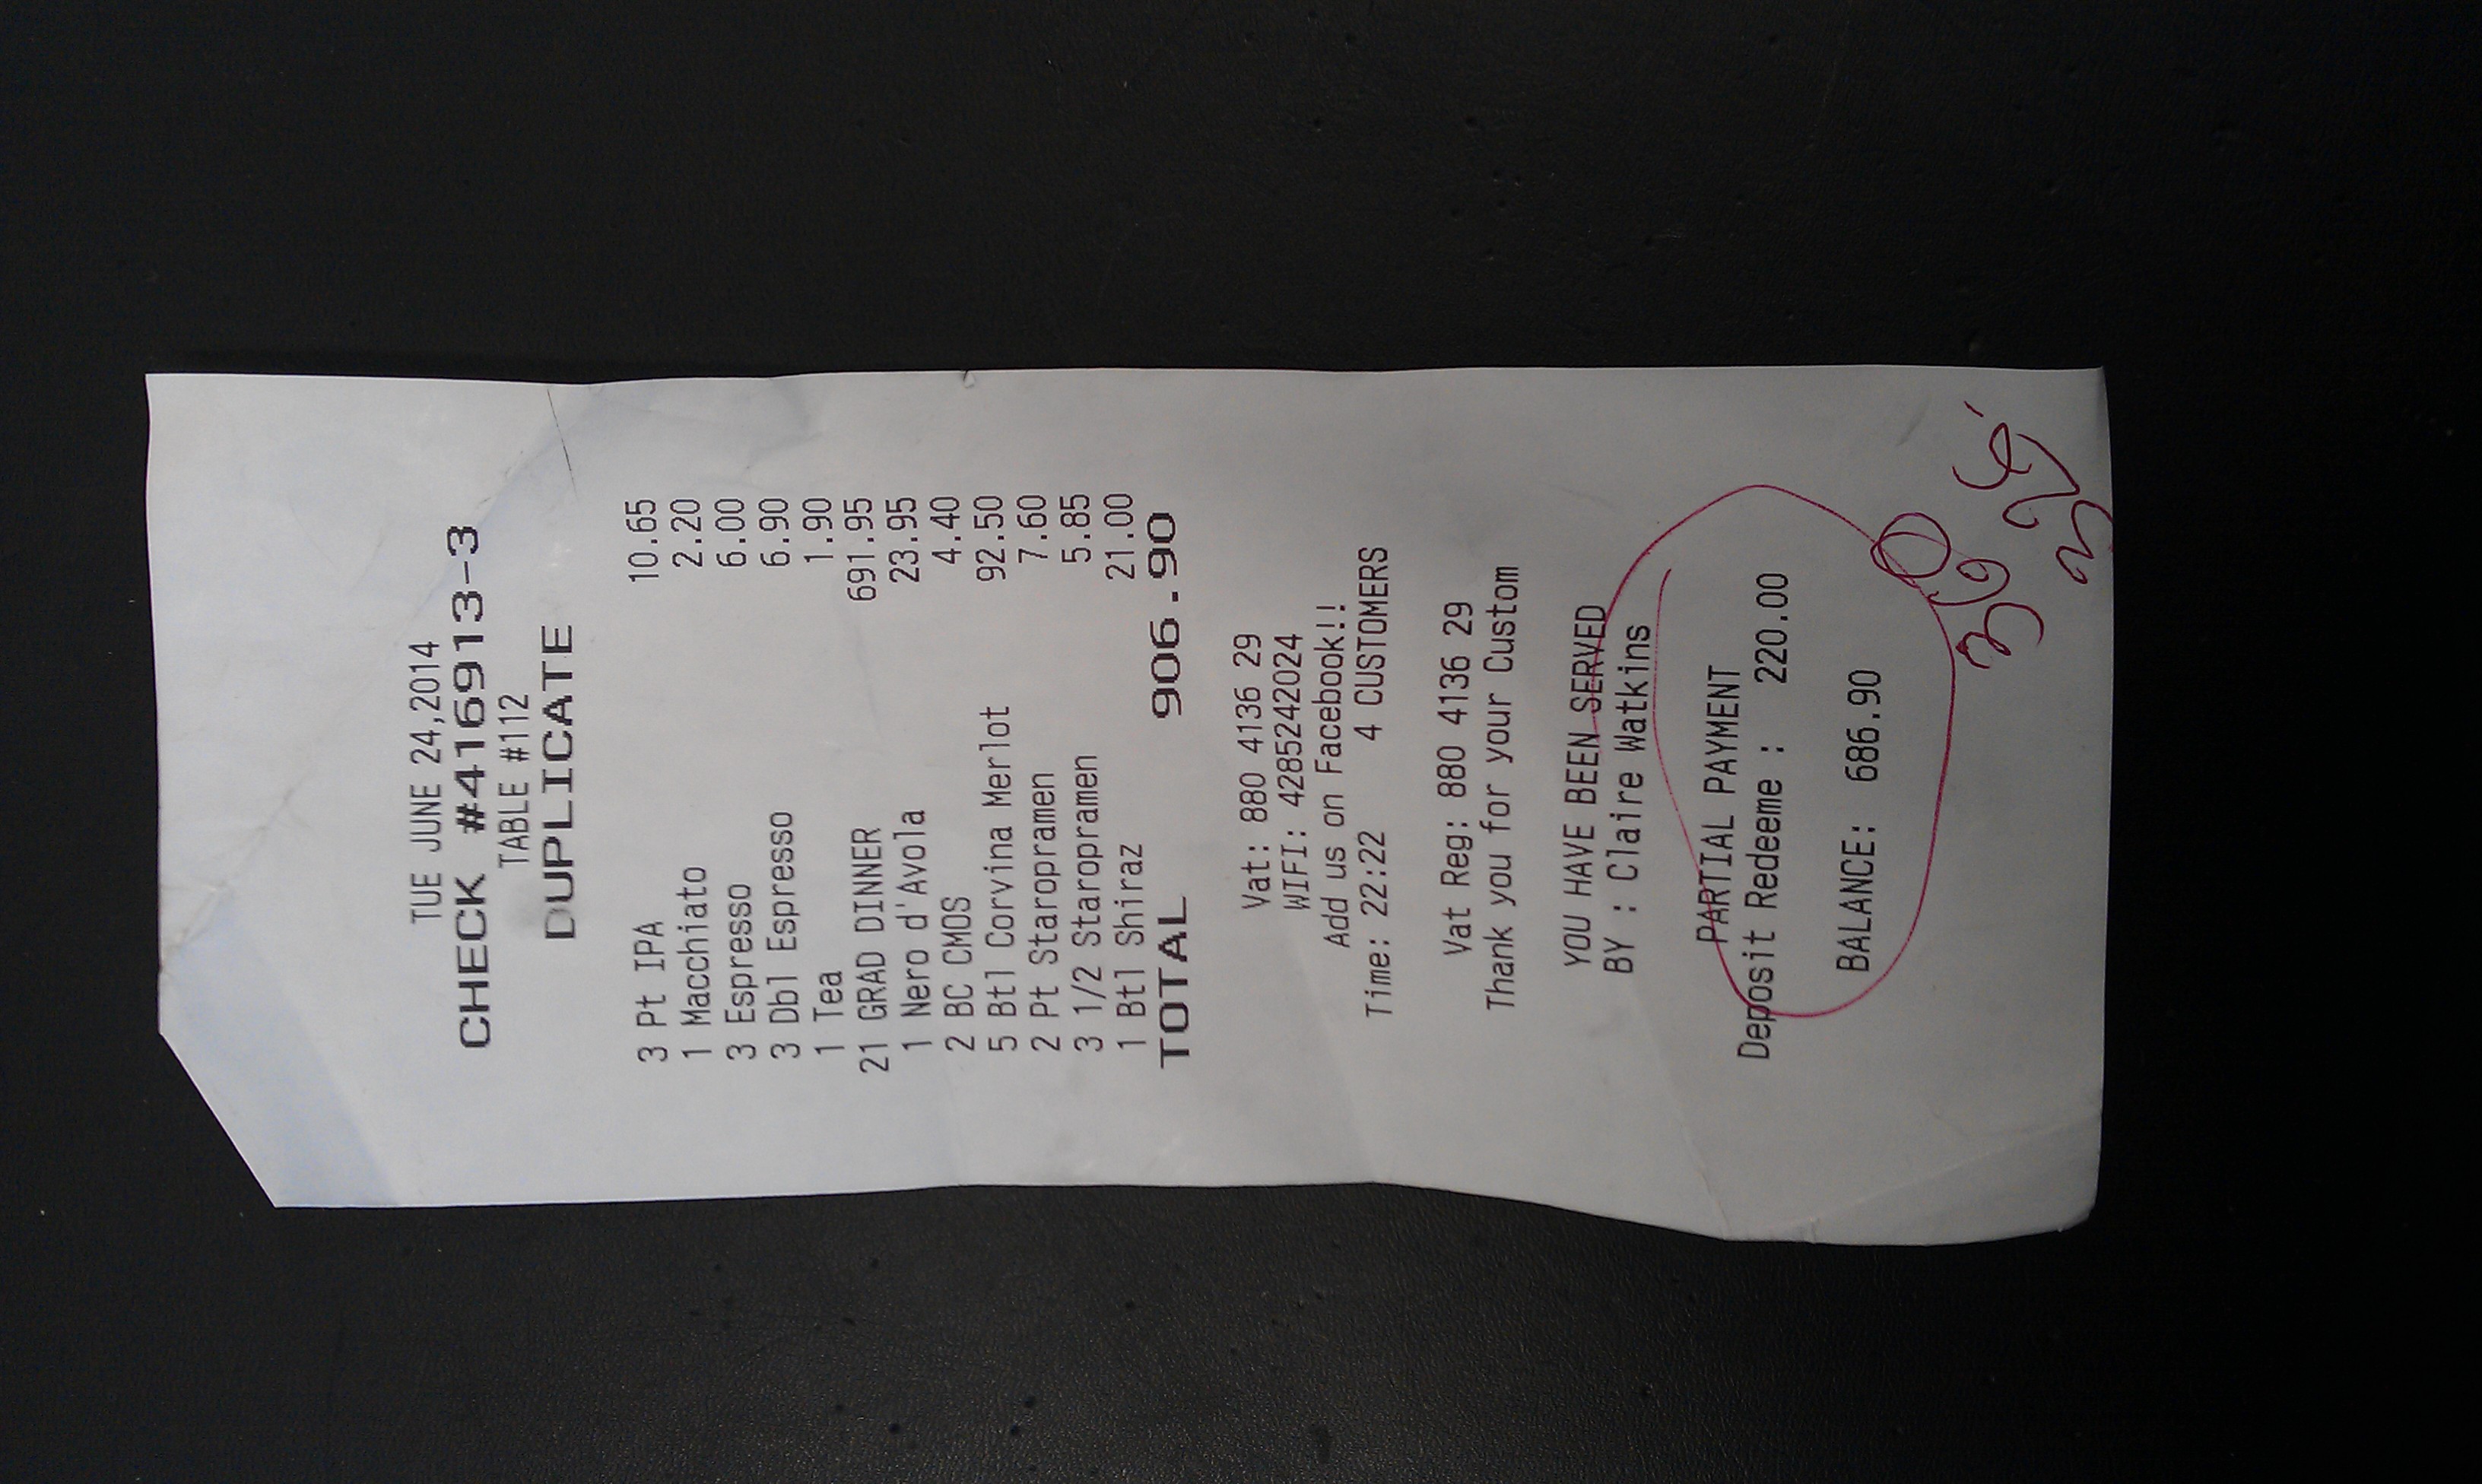 TUE JUNE 24,2014
CHECK #416913-3
TABLE #112
DUPLICATE
3 Pt IPA 10.65
1 Macchiato 2.20
3 Espresso 6.00
3 Dbl Espresso 6.90
1 Tea 1.90
21 GRAD DINNER 691.95
1 Nero d'Avola 23.95
2 BC CMOS 4.40
5 Btl Corvina Merlot 92.50
2 Pt Staropramen 7.60
3 1/2 Staropramen 5.85
1 Btl Shiraz 21.00
TOTAL 906.90
Vat: 880 4136 29
WIFI: 4285242024
Add us on Facebook!!
Time: 22:22 4 CUSTOMERS
Vat Reg: 880 4136 29
Thank you for your Custom
YOU HAVE BEEN SERVED
BY : Claire Watkins
PARTIAL PAYMENT
Deposit Redeeme : 220.00
BALANCE: 686.90